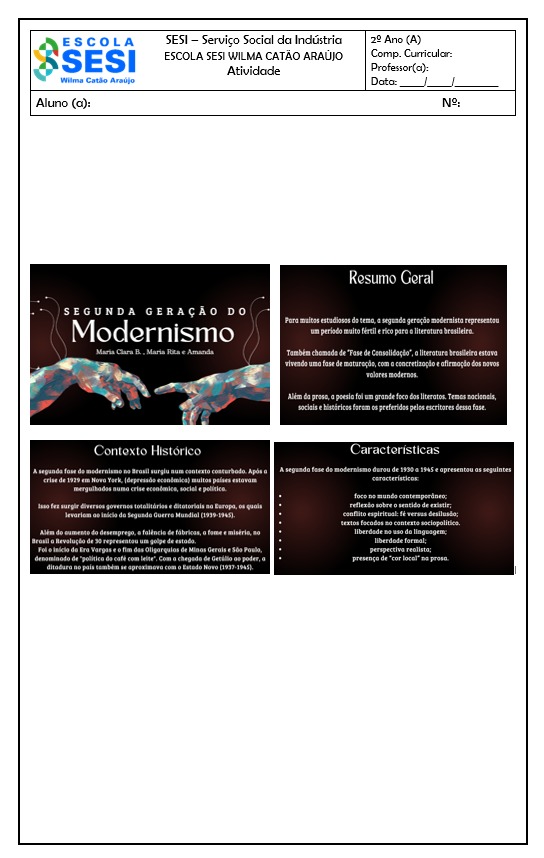 ESCOLA
SESI
Wilma Catão Araújo
SESI – Serviço Social da Indústria
ESCOLA SESI WILMA CATÃO ARAÚJO
Atividade
2º Ano (A)
Comp. Curricular:
Professor(a):
Data: ____/____/_______
Aluno (a): Nº:
SEGUNDA GERAÇÃO DO
Modernismo
Maria Clara B. , Maria Rita e Amanda
Resumo Geral
Para muitos estudiosos do tema, a segunda geração modernista representou
um período muito fértil e rico para a literatura brasileira.
Também chamada de “Fase de Consolidação”, a literatura brasileira estava
vivendo uma fase de maturação, com a concretização e afirmação dos novos
valores modernos.
Além da prosa, a poesia foi um grande foco dos literatos. Temas nacionais,
sociais e históricos foram os preferidos pelos escritores dessa fase.
Contexto Histórico
A segunda fase do modernismo no Brasil surgiu num contexto conturbado. Após a
crise de 1929 em Nova York, (depressão econômica) muitos países estavam
mergulhados numa crise econômica, social e política.
Isso fez surgir diversos governos totalitários e ditatoriais na Europa, os quais
levariam ao início da Segunda Guerra Mundial (1939-1945).
Além do aumento do desemprego, a falência de fábricas, a fome e miséria, no
Brasil a Revolução de 30 representou um golpe de estado.
Foi o início da Era Vargas e o fim das Oligarquias de Minas Gerais e São Paulo,
denominado de "política do café com leite". Com a chegada de Getúlio ao poder, a
ditadura no país também se aproximava com o Estado Novo (1937-1945).
Características
A segunda fase do modernismo durou de 1930 a 1945 e apresentou as seguintes
características:
• foco no mundo contemporâneo;
• reflexão sobre o sentido de existir;
• conflito espiritual: fé versus desilusão;
• textos focados no contexto sociopolítico.
• liberdade no uso da linguagem;
• liberdade formal;
• perspectiva realista;
• presença de “cor local” na prosa.